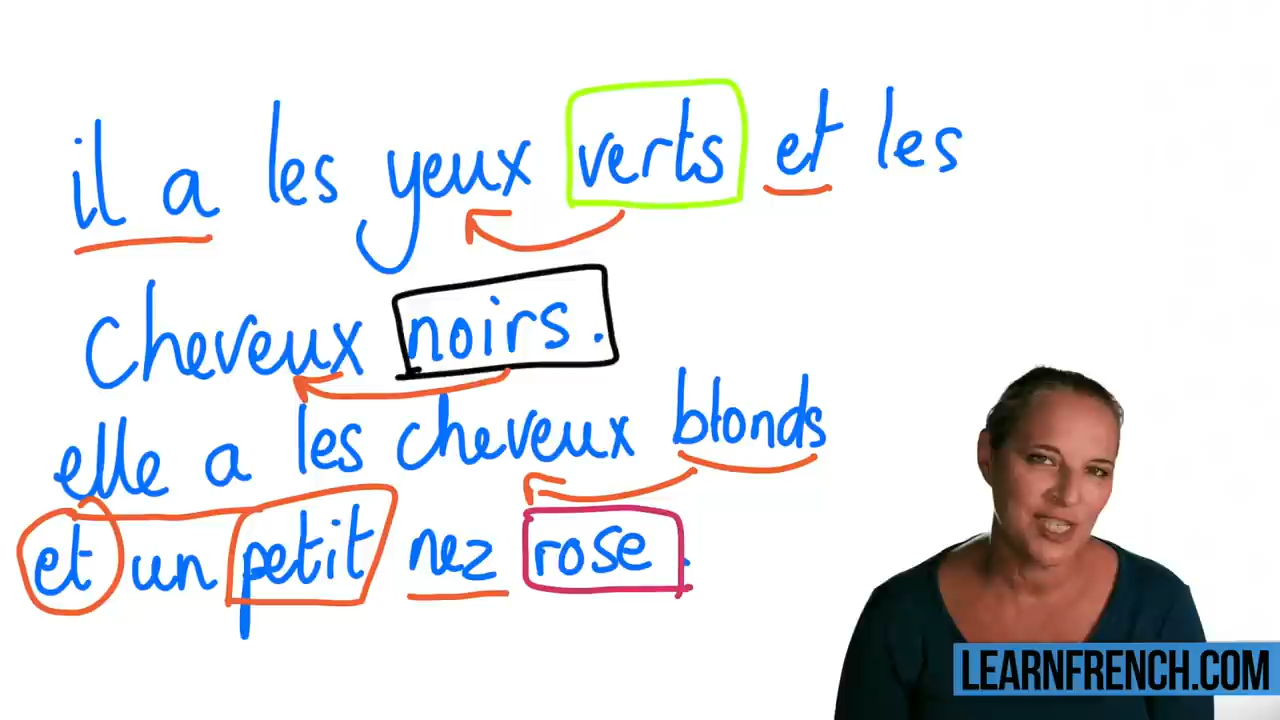 il a les yeux verts et les
cheveux noirs.
elle a les cheveux blonds
et un petit nez rose.
LEARNFRENCH.COM